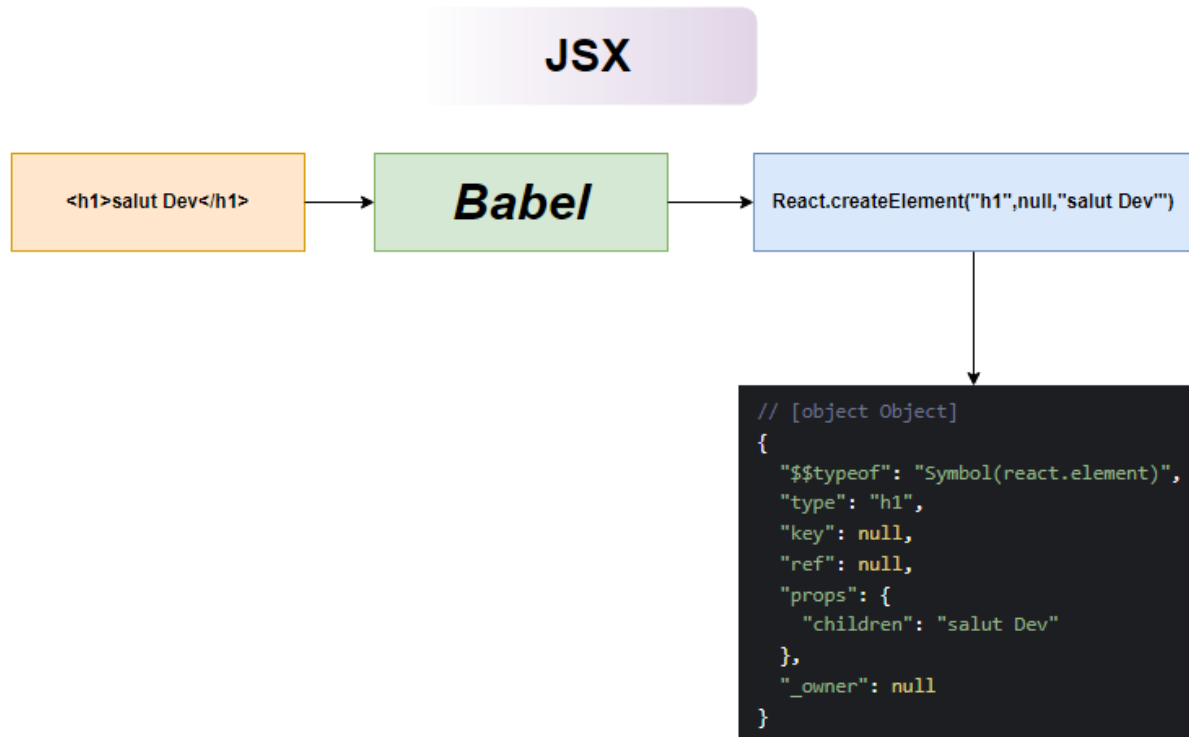 JSX
<h1>salut Dev</h1>
Babel
React.createElement("h1",null,"salut Dev'")
// [object Object]
{
  "$$typeof": "Symbol(react.element)",
  "type": "h1",
  "key": null,
  "ref": null,
  "props": {
    "children": "salut Dev"
  },
  "_owner": null
}